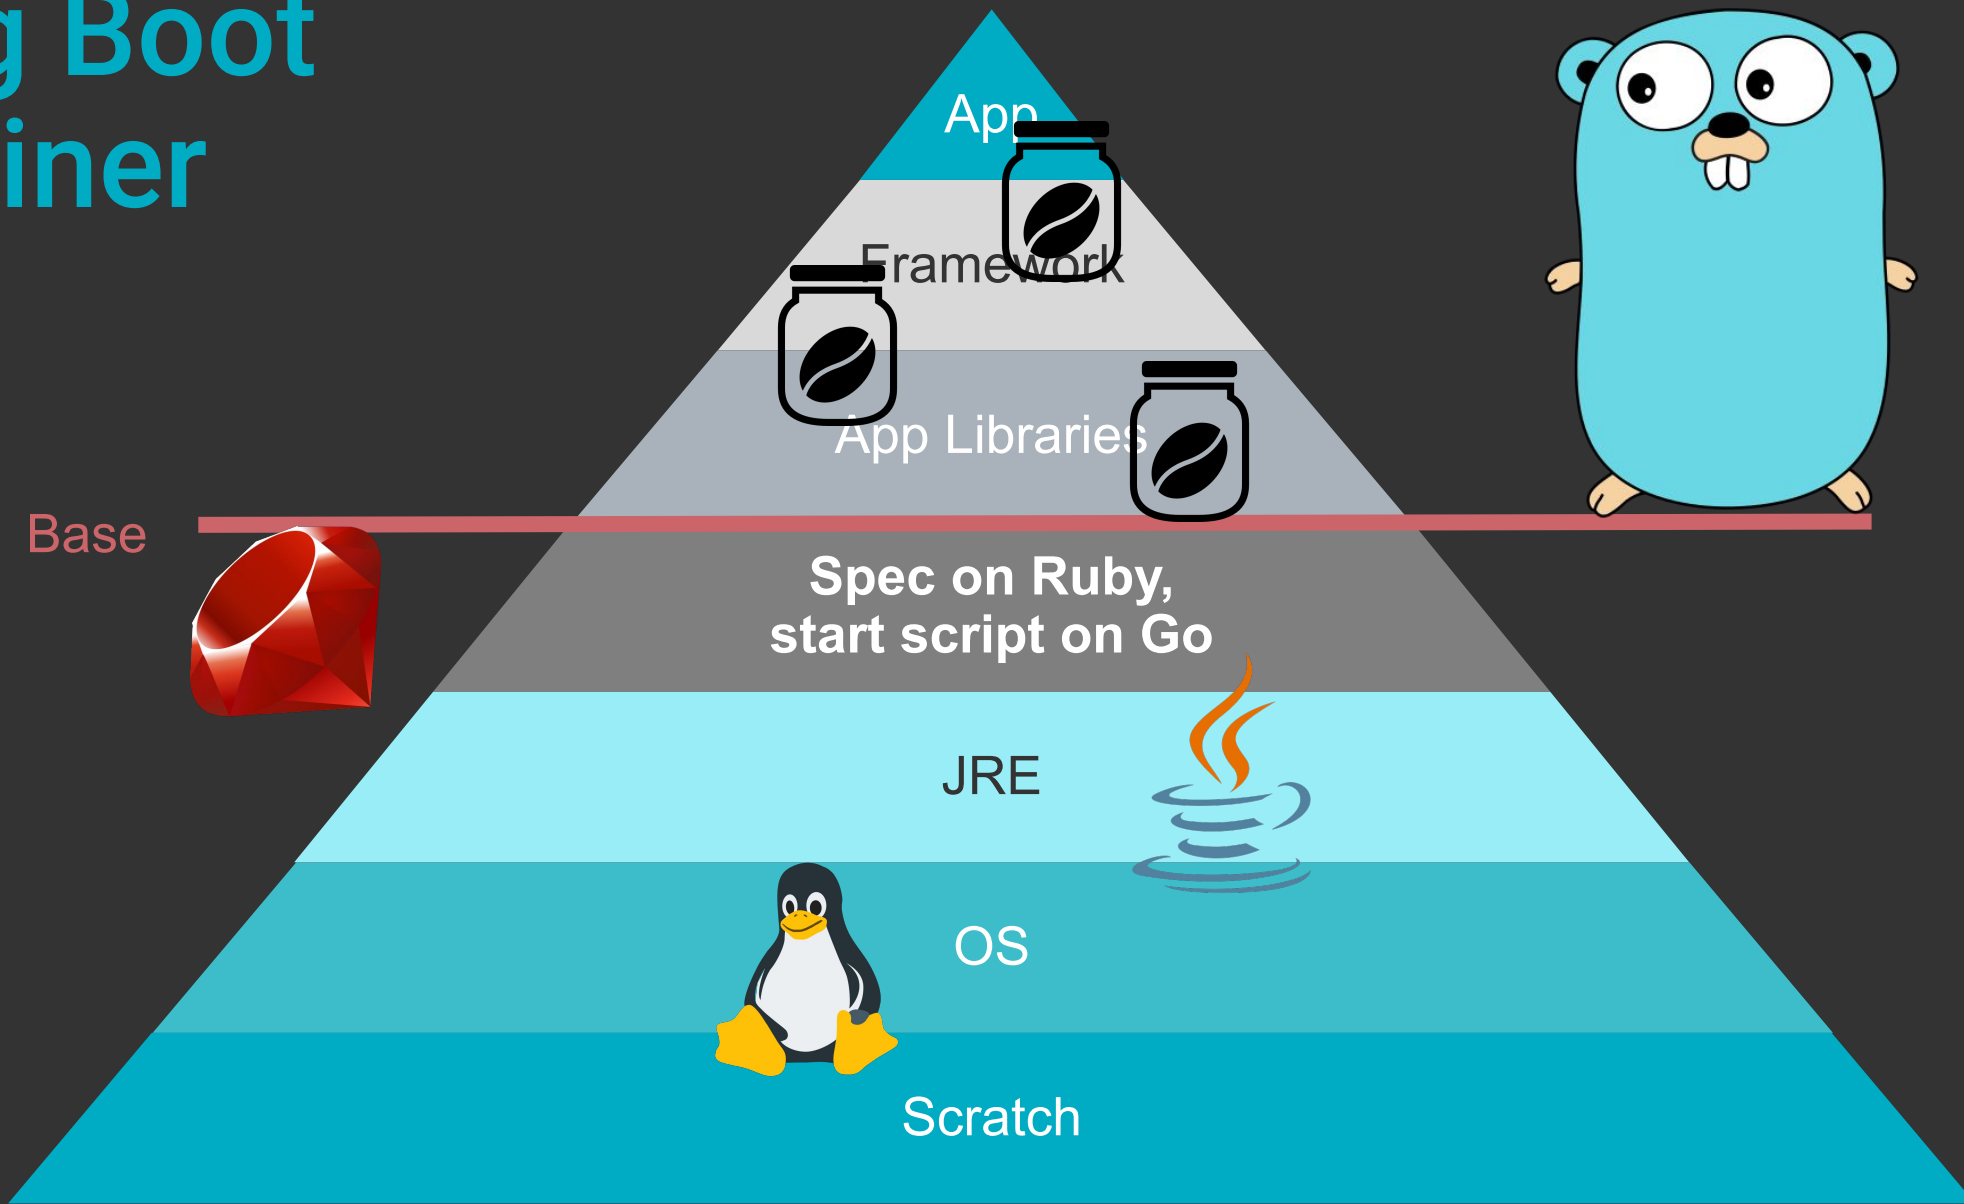 g Boot
iner
App
Framework
App Libraries
Base
Spec on Ruby,
start script on Go
JRE
OS
Scratch